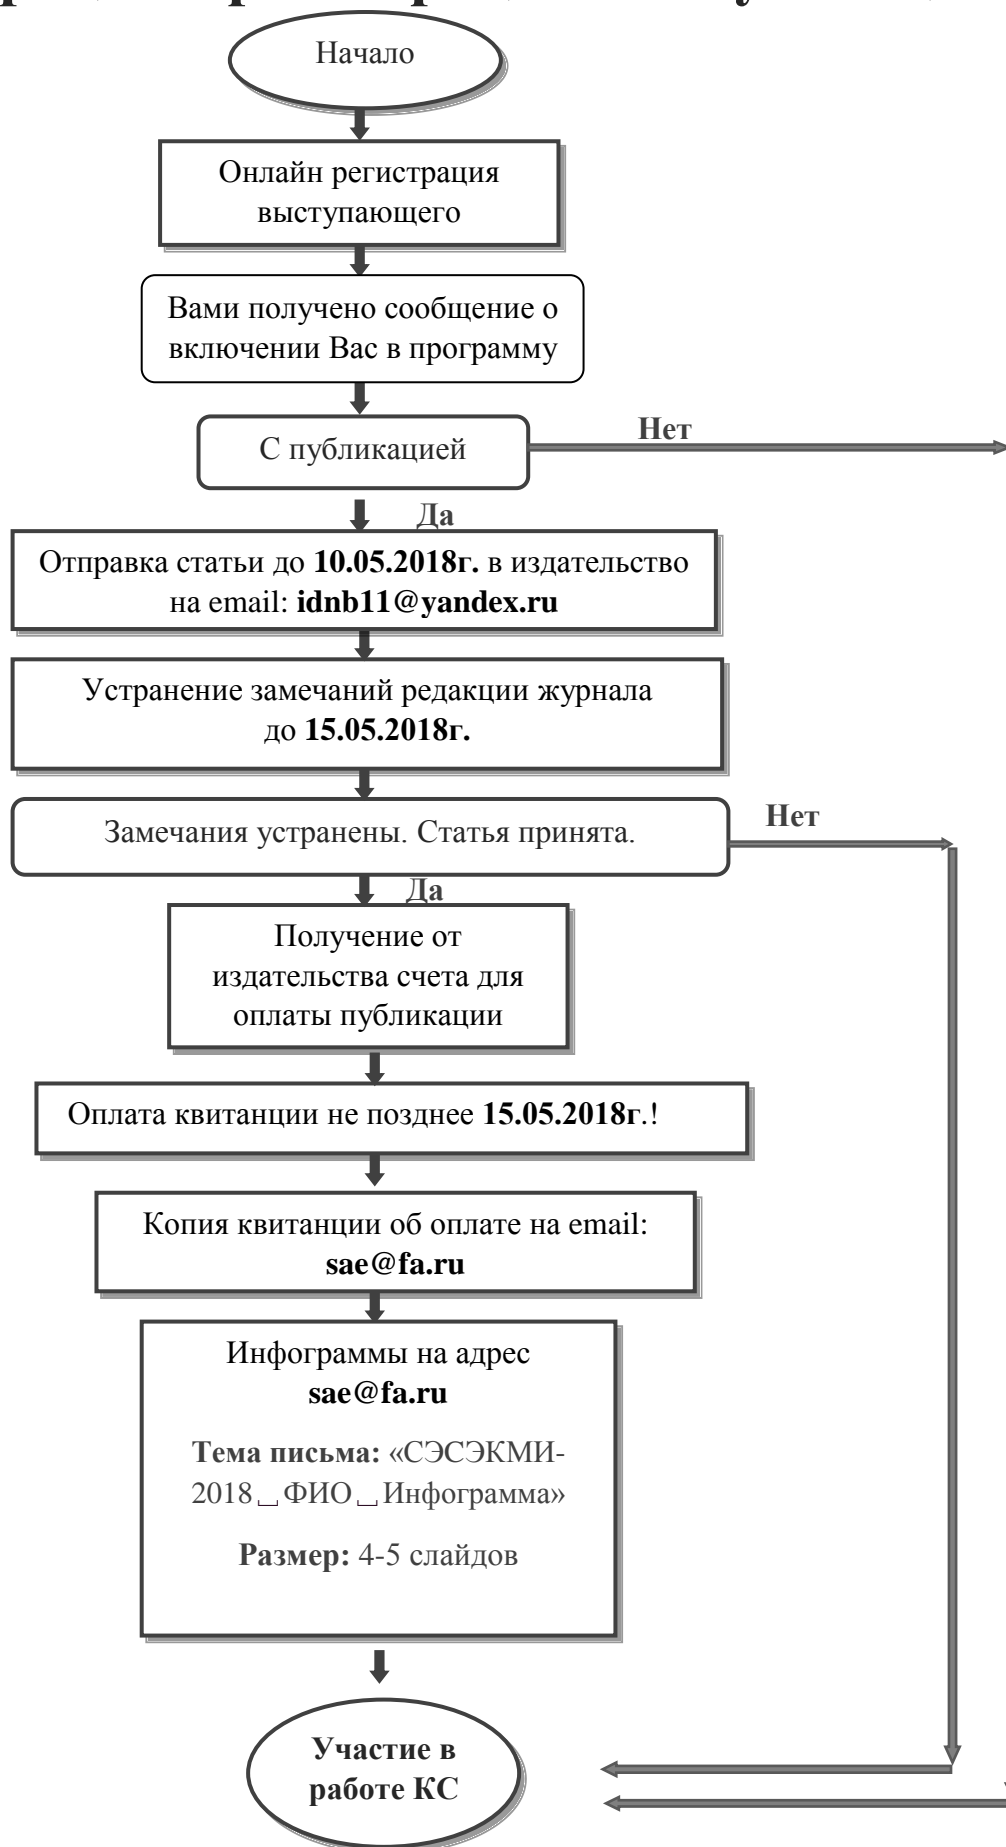 Начало
Онлайн регистрация
выступающего
Вами получено сообщение о
включении Вас в программу
С публикацией
Нет
Да
Отправка статьи до 10.05.2018г. в издательство
на email: idnb11@yandex.ru
Устранение замечаний редакции журнала
до 15.05.2018г.
Замечания устранены. Статья принята.
Нет
Да
Получение от
издательства счета для
оплаты публикации
Оплата квитанции не позднее 15.05.2018г.!
Копия квитанции об оплате на email:
sae@fa.ru
Инфограммы на адрес
sae@fa.ru
Тема письма: «СЭСЭКМИ-
2018 ⎵ ФИО ⎵ Инфограмма»
Размер: 4-5 слайдов
Участие в
работе КС